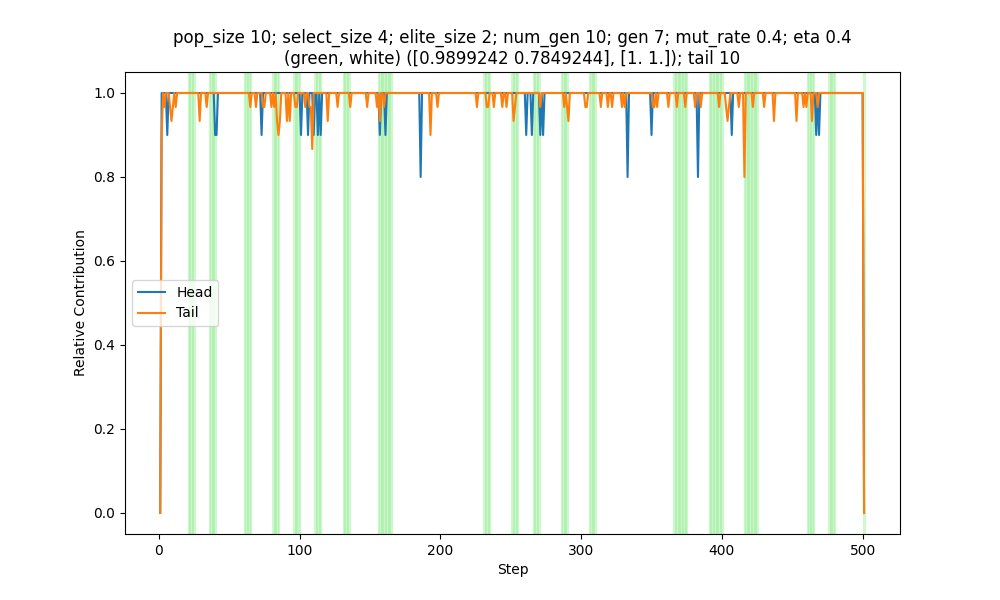 pop_size 10; select_size 4; elite_size 2; num_gen 10; gen 7; mut_rate 0.4; eta 0.4
(green, white) ([0.9899242 0.7849244], [1. 1.]); tail 10
1.0
0.8
0.6
0.4
0.2
0.0
Relative Contribution
Head
Tail
0
100
200
300
400
500
Step